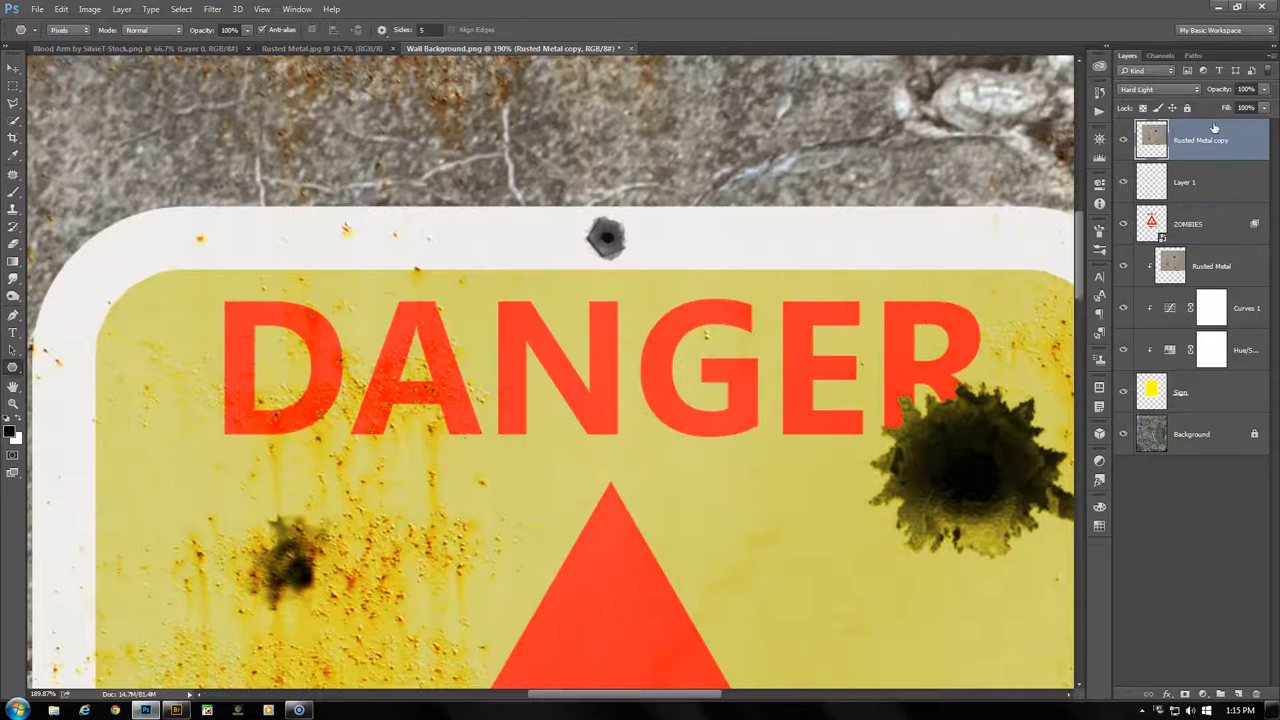 Ps File Edit Image Layer Type Select Filter 3D View Window Help
Pixels Mode: Normal Opacity: 100% Anti-alias Sides: 5 Align Edges My Basic Workspace
Blood Arm by SilvieT-Stock.png @ 66.7% (Layer 0, RGB/8#) × Rusted Metal.jpg @ 16.7% (RGB/8) × Wall Background.png @ 190% (Rusted Metal copy, RGB/8#) * ×
Layers Channels Paths
Kind
Hard Light Opacity: 100%
Lock: Fill: 100%
Rusted Metal copy
Layer 1
ZOMBIES
Rusted Metal
Curves 1
Hue/S...
Sign
Background
DANGER
189.87% Doc: 14.7M/81.4M
1:15 PM